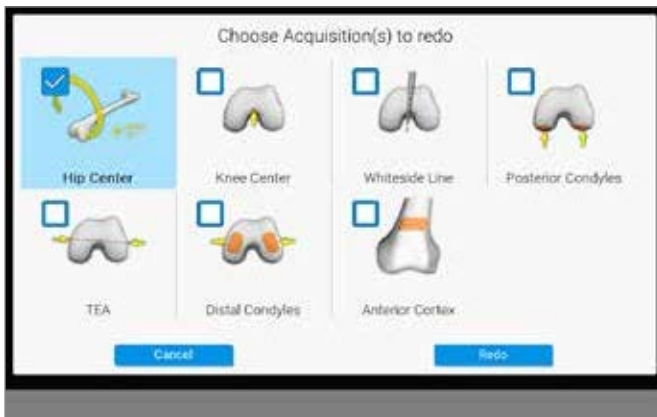 Choose Acquisition(s) to redo
Hip Center
Knee Center
Whiteside Line
Posterior Condyles
TEA
Distal Condyles
Anterior Cortex
Cancel
Redo